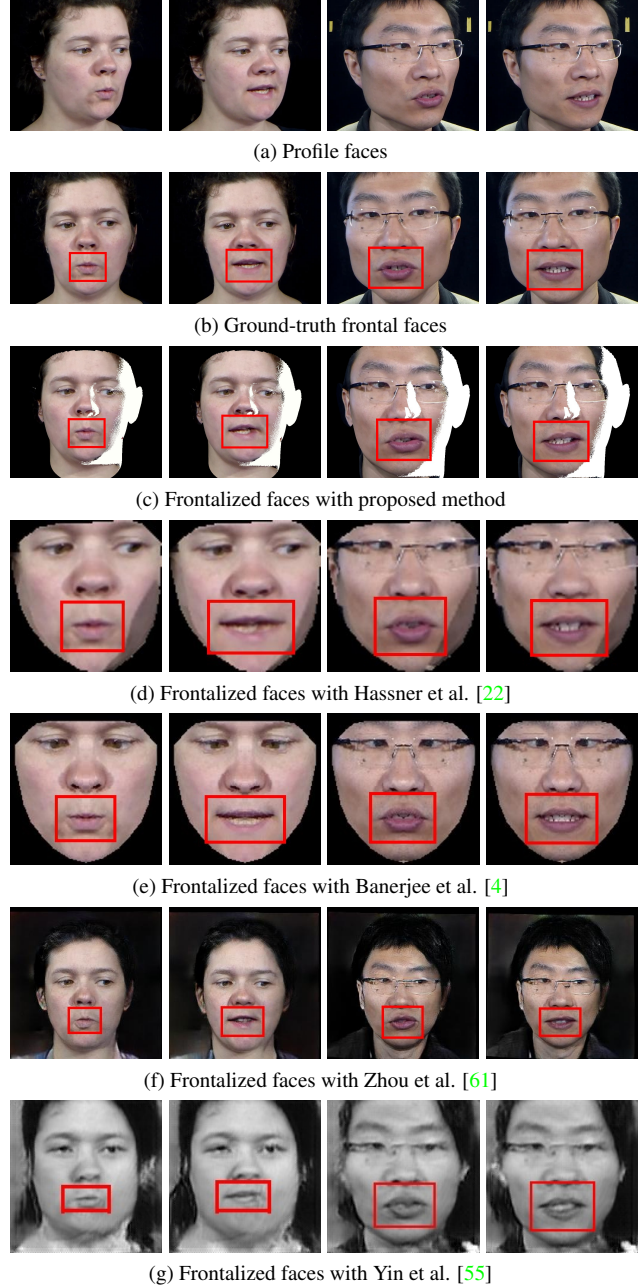 (a) Profile faces
(b) Ground-truth frontal faces
(c) Frontalized faces with proposed method
(d) Frontalized faces with Hassner et al. [22]
(e) Frontalized faces with Banerjee et al. [4]
(f) Frontalized faces with Zhou et al. [61]
(g) Frontalized faces with Yin et al. [55]